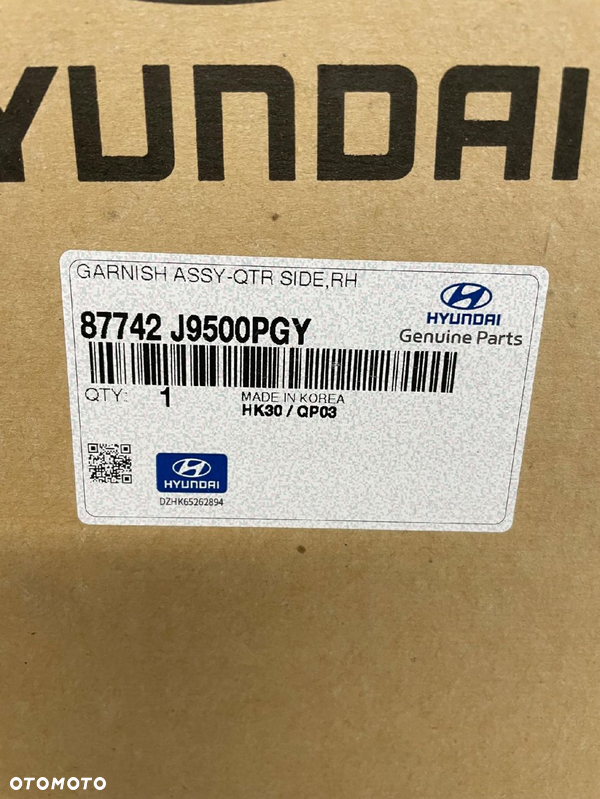 YUNDAI
GARNISH ASSY-QTR SIDE,RH
87742 J9500PGY
HYUNDAI
Genuine Parts
QTY: 1
MADE IN KOREA
HK30 / QP03
HYUNDAI
DZHK65262894
OTOMOTO